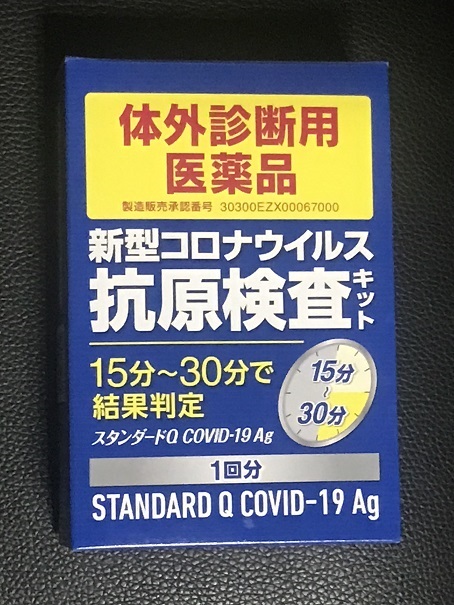 体外診断用
医薬品
製造販売承認番号 30300EZX00067000
新型コロナウイルス
抗原検査キット
15分～30分で
結果判定
15分
～
30分
スタンダードQ COVID-19 Ag
1回分
STANDARD Q COVID-19 Ag